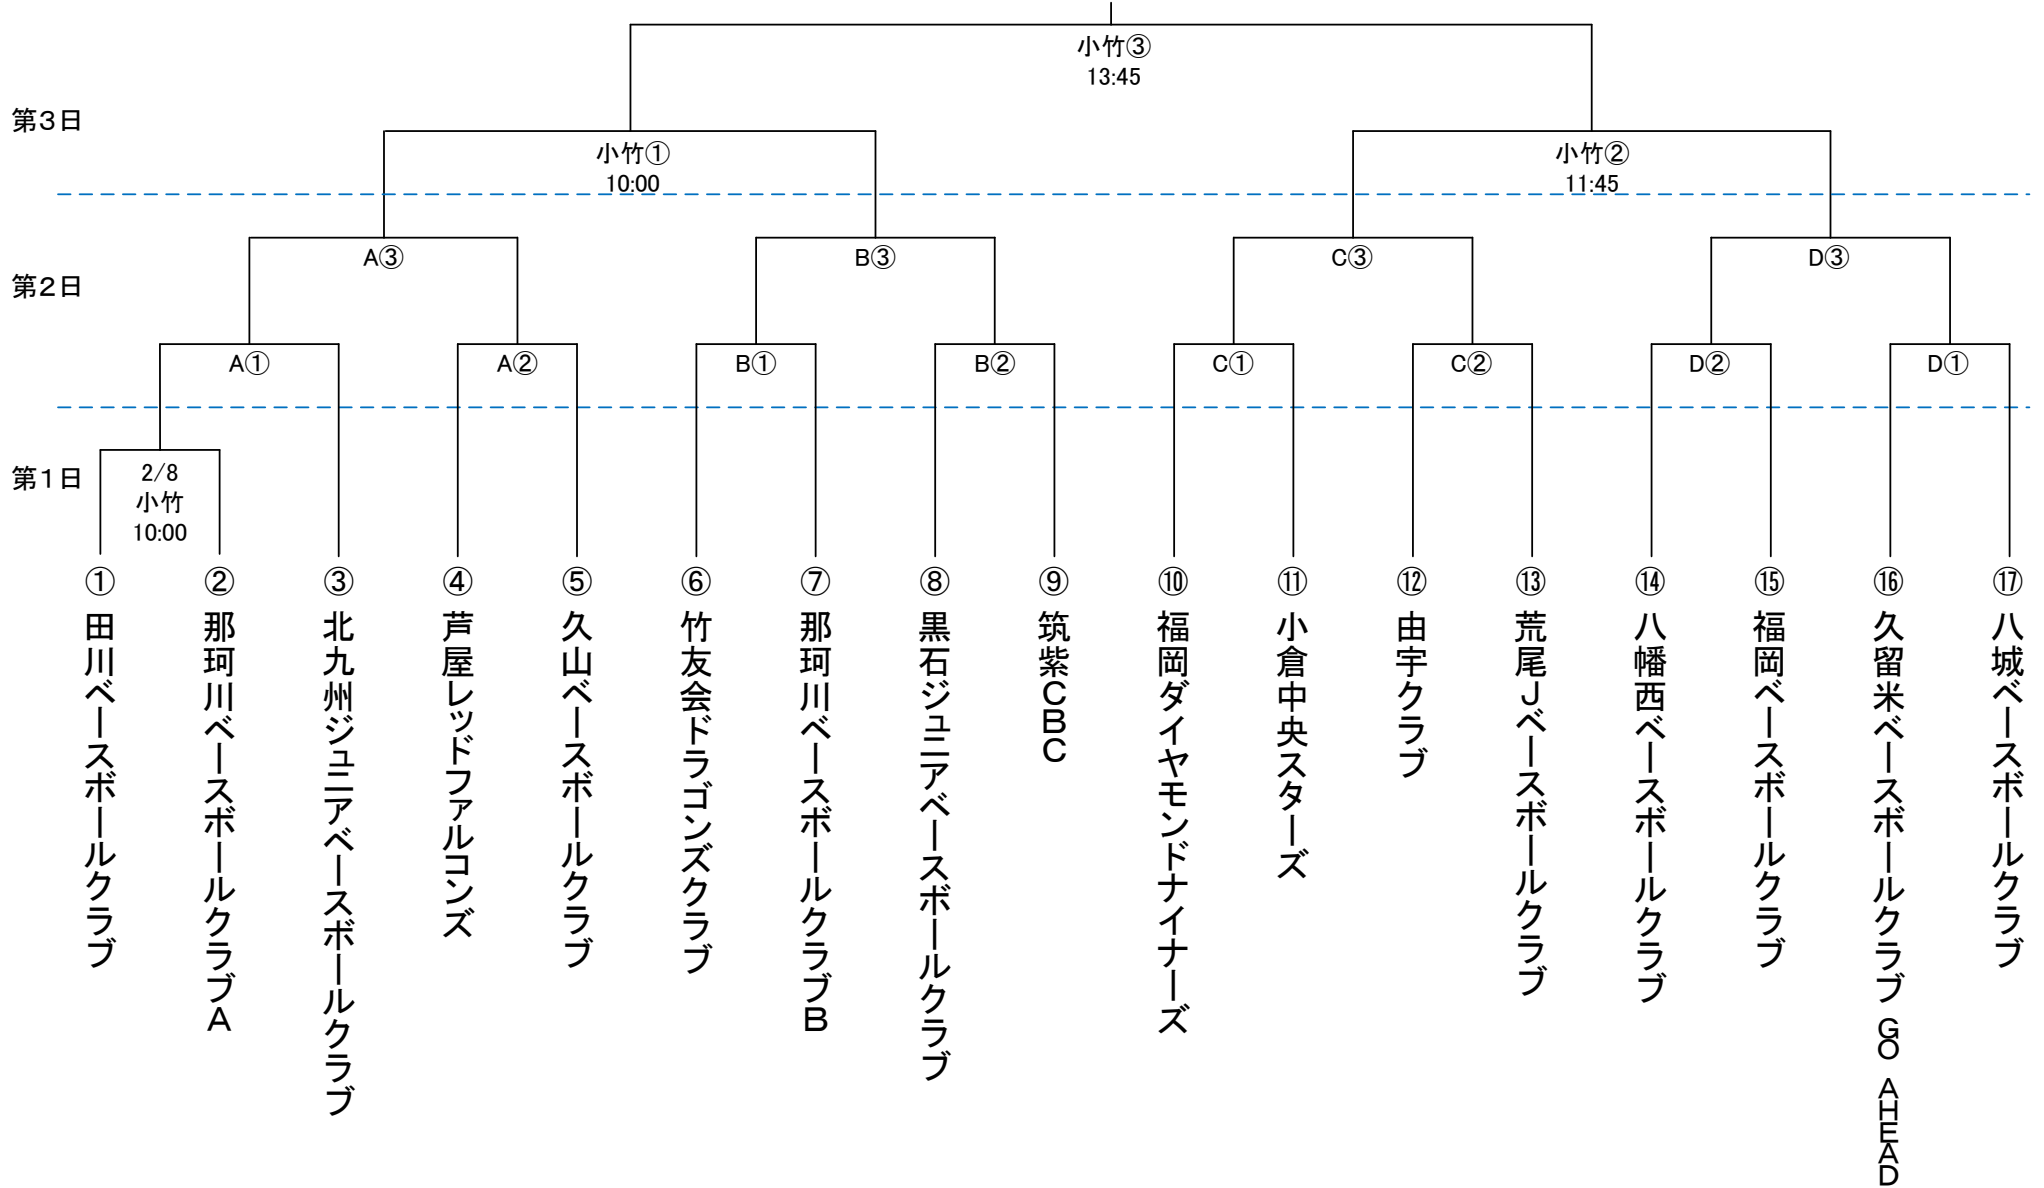 小竹③
13:45
第３日
小竹①
10:00
小竹②
11:45
A③
B③
C③
D③
第２日
A①
A②
B①
B②
C①
C②
D②
D①
第１日
2/8
小竹
10:00
①
②
③
④
⑤
⑥
⑦
⑧
⑨
⑩
⑪
⑫
⑬
⑭
⑮
⑯
⑰
田川ベースボールクラブ
那珂川ベースボールクラブＡ
北九州ジュニアベースボールクラブ
芦屋レッドファルコンズ
久山ベースボールクラブ
竹友会ドラゴンズクラブ
那珂川ベースボールクラブＢ
黒石ジュニアベースボールクラブ
筑紫ＣＢＣ
福岡ダイヤモンドナイナーズ
小倉中央スターズ
由宇クラブ
荒尾Ｊベースボールクラブ
八幡西ベースボールクラブ
福岡ベースボールクラブ
久留米ベースボールクラブ GO AHEAD
八城ベースボールクラブ